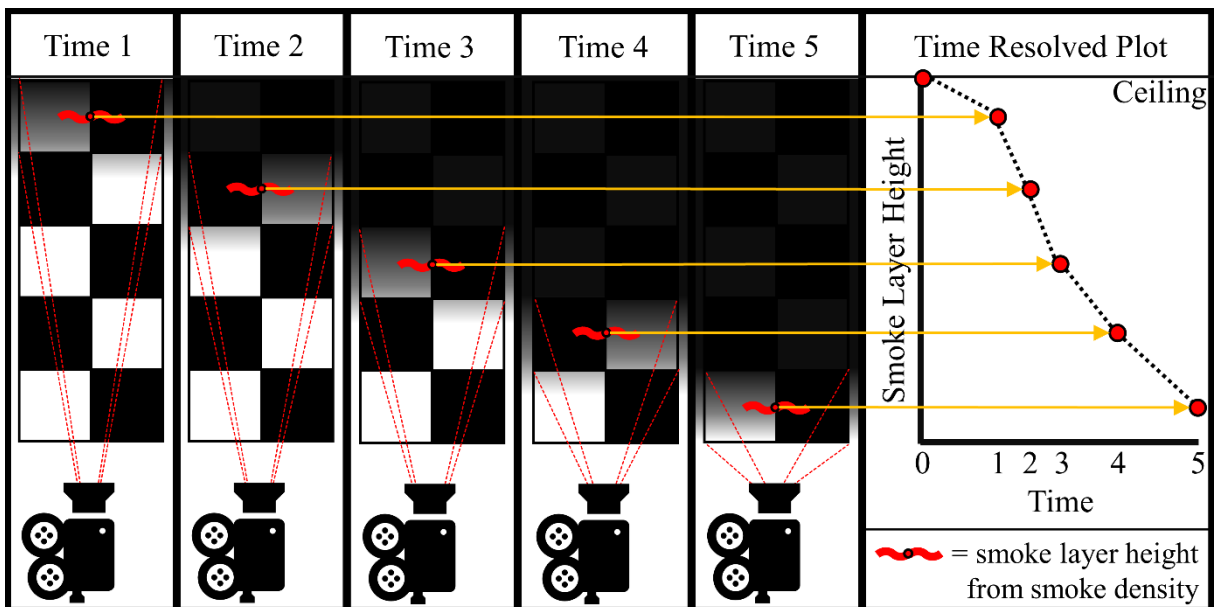 Time 1
Time 2
Time 3
Time 4
Time 5
Time Resolved Plot
Ceiling
Smoke Layer Height
0 1 2 3 4 5
Time
= smoke layer height
from smoke density